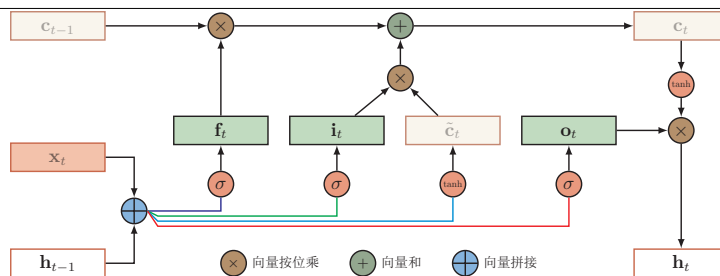 c_{t−1} × + c_t
× tanh
f_t i_t c̃_t o_t ×
x_t
σ σ tanh σ
h_{t−1} × 向量按位乘 + 向量和 向量拼接 h_t